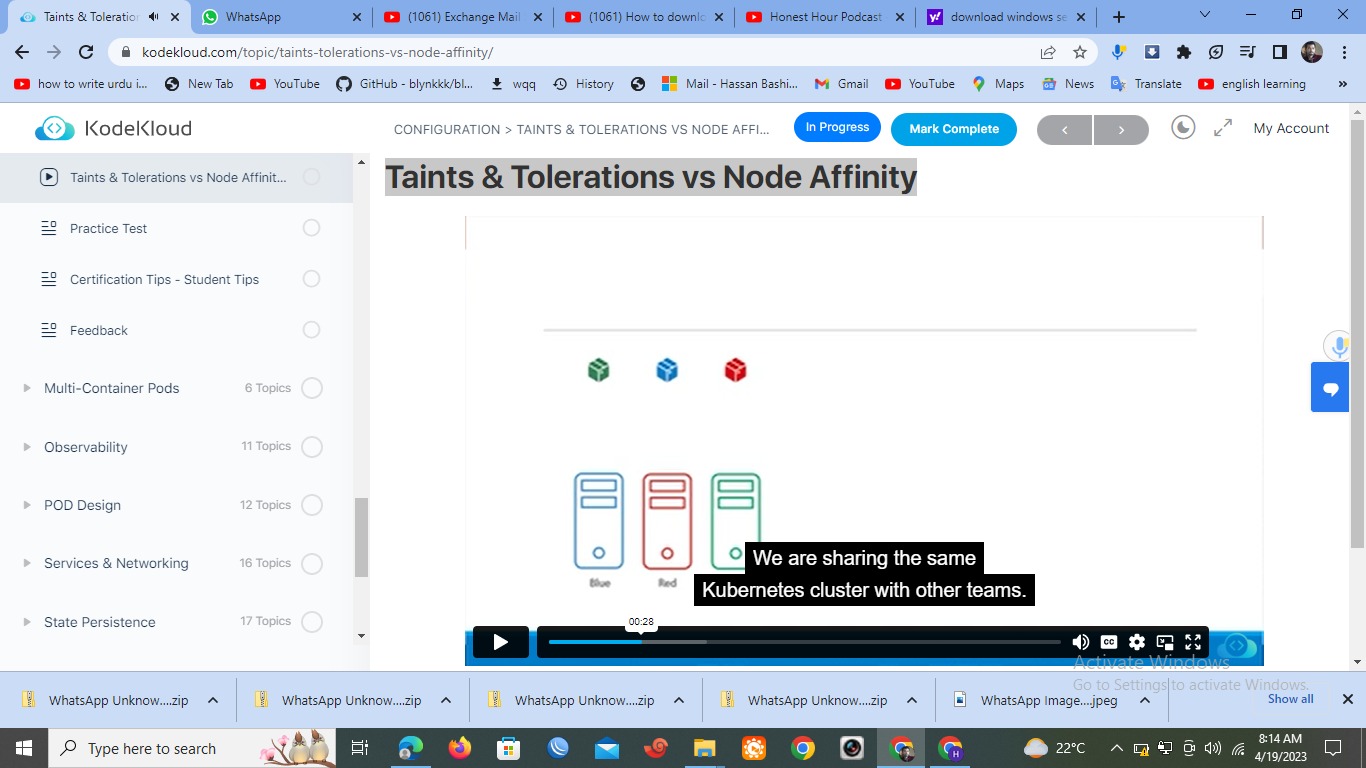 Taints & Toleration
WhatsApp
(1061) Exchange Mail
(1061) How to downlo
Honest Hour Podcast
download windows se
kodekloud.com/topic/taints-tolerations-vs-node-affinity/
how to write urdu i...
New Tab
YouTube
GitHub - blynkkk/bl...
wqq
History
Mail - Hassan Bashi...
Gmail
YouTube
Maps
News
Translate
english learning
KodeKloud
CONFIGURATION > TAINTS & TOLERATIONS VS NODE AFFI...
In Progress
Mark Complete
My Account
Taints & Tolerations vs Node Affinit...
Practice Test
Certification Tips - Student Tips
Feedback
Multi-Container Pods 6 Topics
Observability 11 Topics
POD Design 12 Topics
Services & Networking 16 Topics
State Persistence 17 Topics
Taints & Tolerations vs Node Affinity
Blue
Red
We are sharing the same
Kubernetes cluster with other teams.
00:28
CC
Activate Windows
Go to Settings to activate Windows.
WhatsApp Unknow....zip
WhatsApp Unknow....zip
WhatsApp Unknow....zip
WhatsApp Unknow....zip
WhatsApp Image....jpeg
Show all
Type here to search
22°C
8:14 AM
4/19/2023